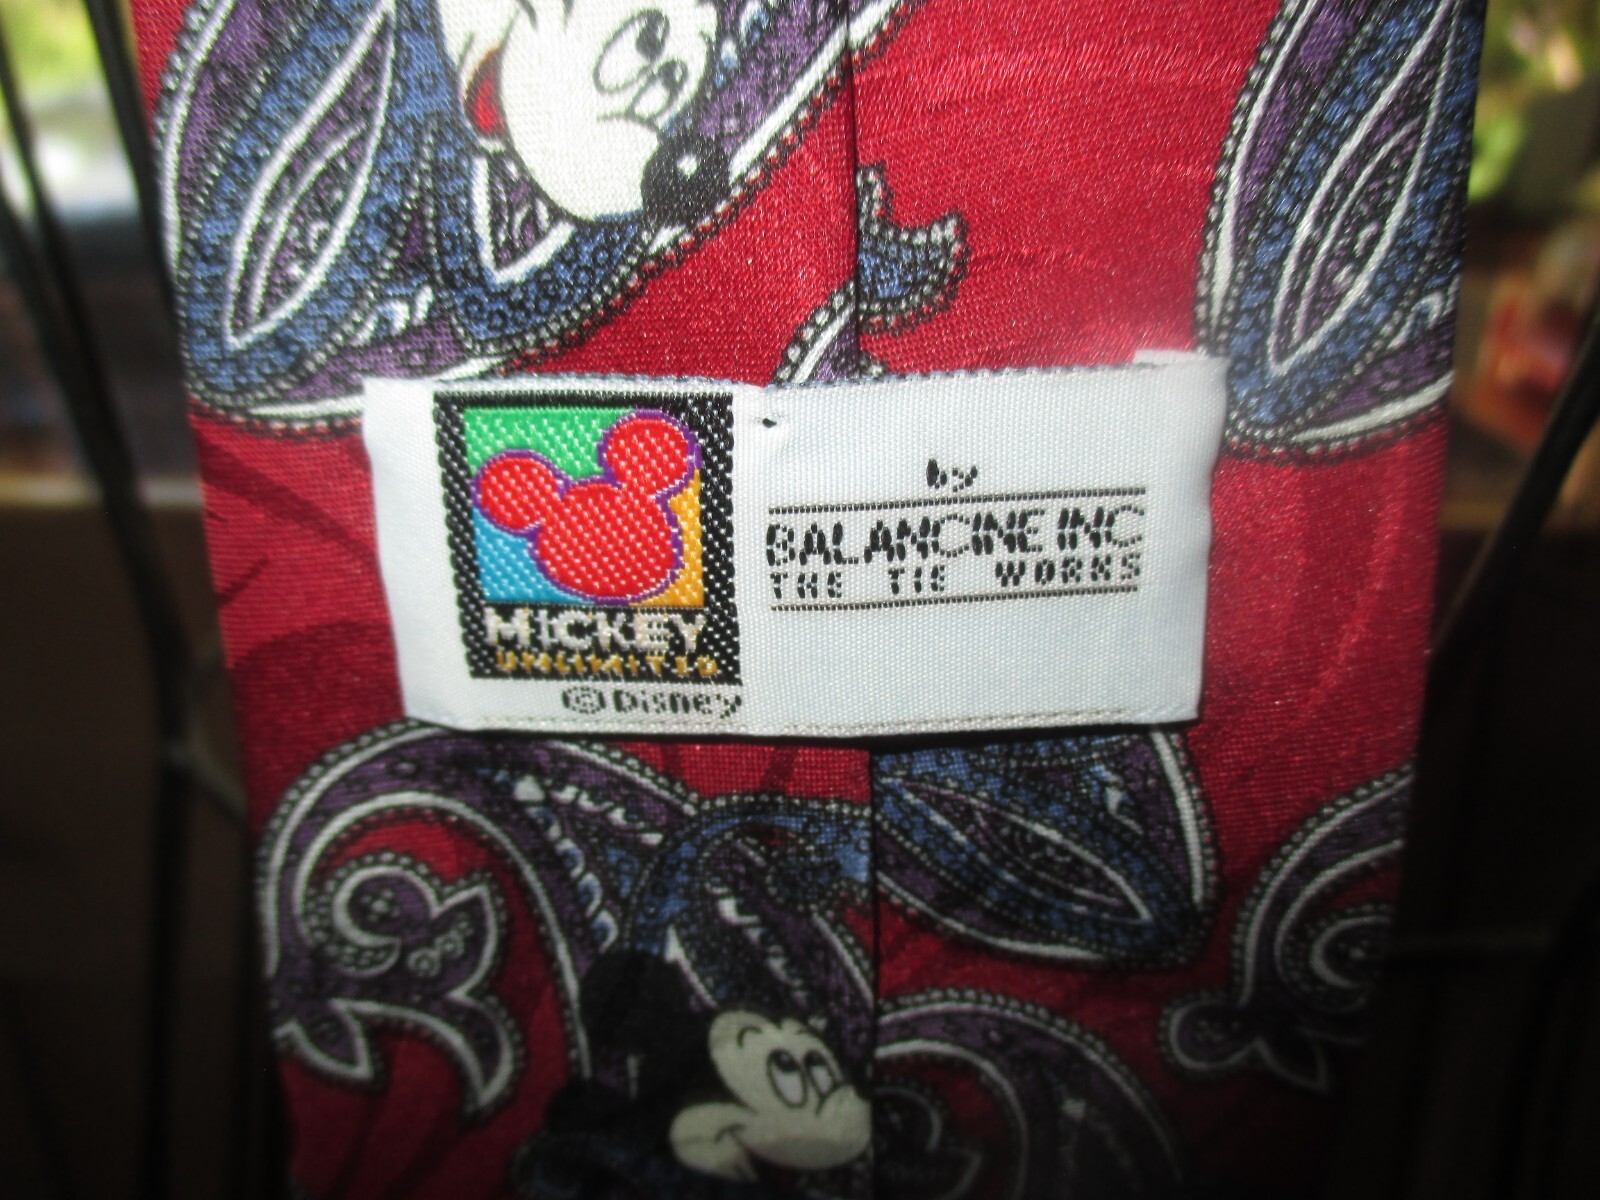 MICKEY
UNLIMITED
©Disney
by
BALANCINE INC
THE TIE WORKS